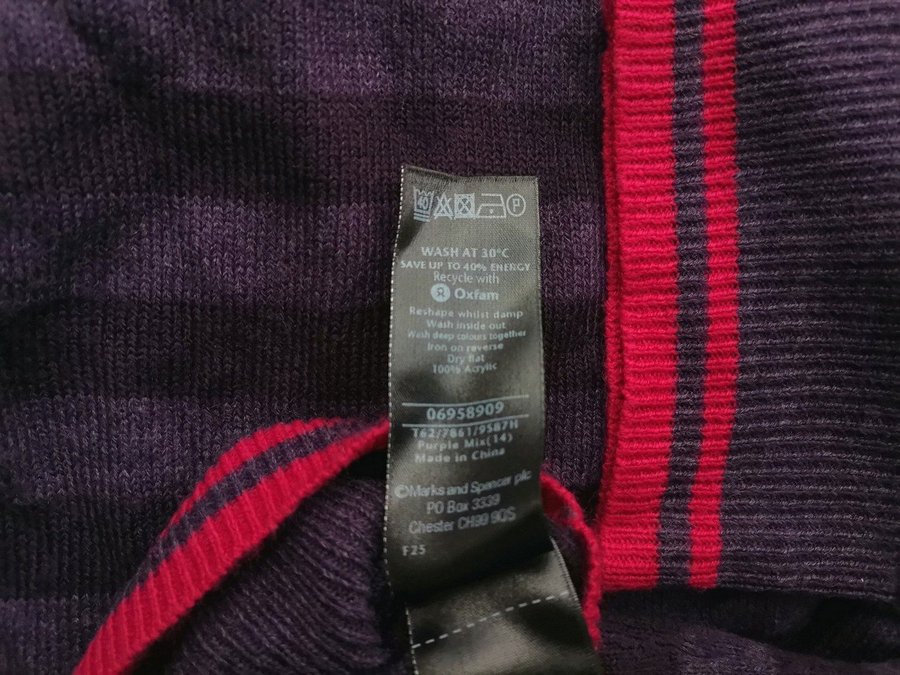 40 P
WASH AT 30°C
SAVE UP TO 40% ENERGY
Recycle with
Oxfam
Reshape whilst damp
Wash inside out
Wash deep colours together
Iron on reverse
Dry flat
100% Acrylic
06958909
T62/7861/9587H
Purple Mix(14)
Made in China
©Marks and Spencer plc
PO Box 3339
Chester CH99 9QS
F25